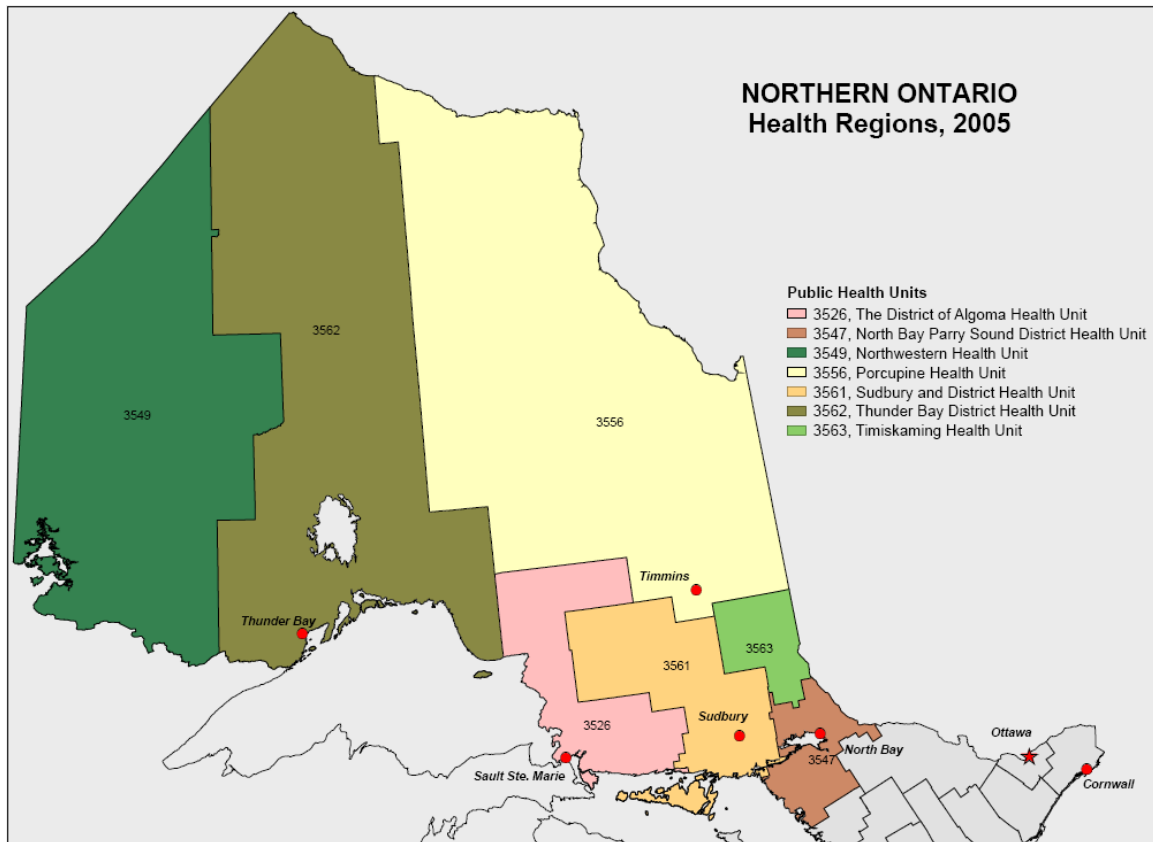 NORTHERN ONTARIO
Health Regions, 2005
Public Health Units
3526, The District of Algoma Health Unit
3547, North Bay Parry Sound District Health Unit
3549, Northwestern Health Unit
3556, Porcupine Health Unit
3561, Sudbury and District Health Unit
3562, Thunder Bay District Health Unit
3563, Timiskaming Health Unit
3562
3549
3556
Timmins
Thunder Bay
3563
3561
3526
Sudbury
Ottawa
North Bay
3547
Sault Ste. Marie
Cornwall